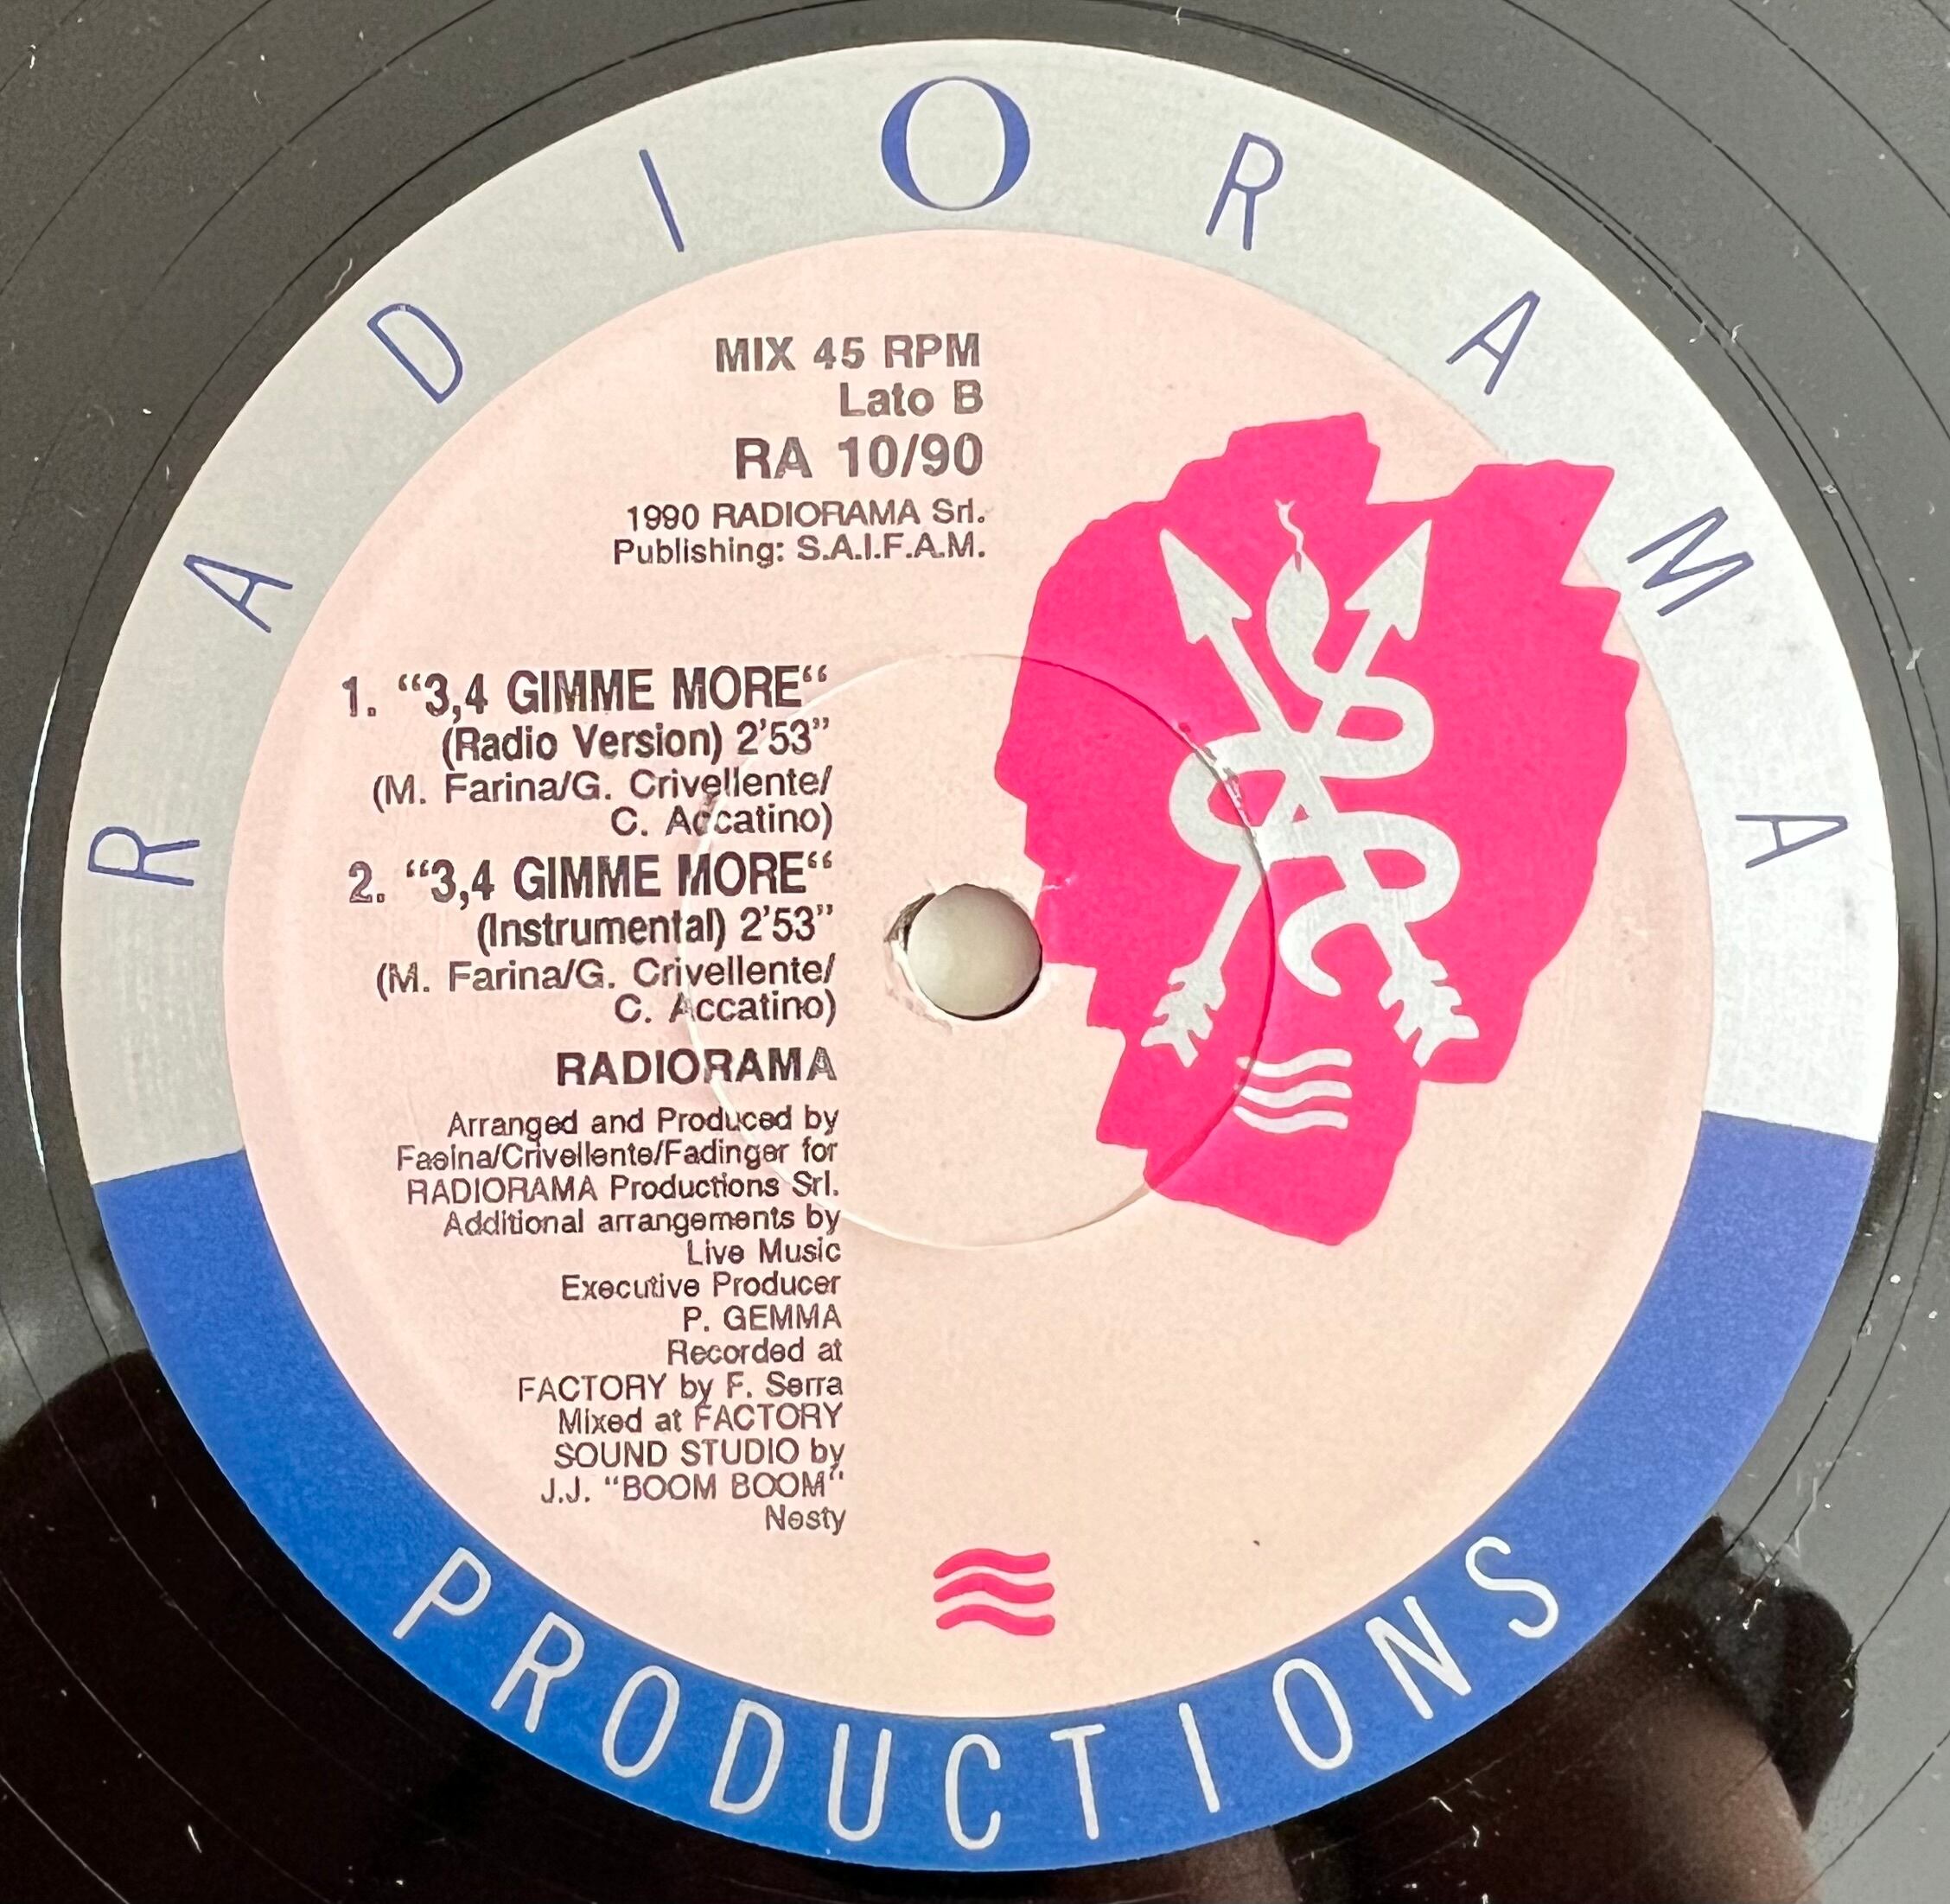 RADIORAMA
MIX 45 RPM
Lato B
RA 10/90
1990 RADIORAMA Srl.
Publishing: S.A.I.F.A.M.
1. “3,4 GIMME MORE“
(Radio Version) 2’53”
(M. Farina/G. Crivellente/
C. Accatino)
2. “3,4 GIMME MORE“
(Instrumental) 2’53”
(M. Farina/G. Crivellente/
C. Accatino)
RADIORAMA
Arranged and Produced by
Faeina/Crivellente/Fadinger for
RADIORAMA Productions Srl.
Additional arrangements by
Live Music
Executive Producer
P. GEMMA
Recorded at
FACTORY by F. Serra
Mixed at FACTORY
SOUND STUDIO by
J.J. “BOOM BOOM“
Nesty
PRODUCTIONS